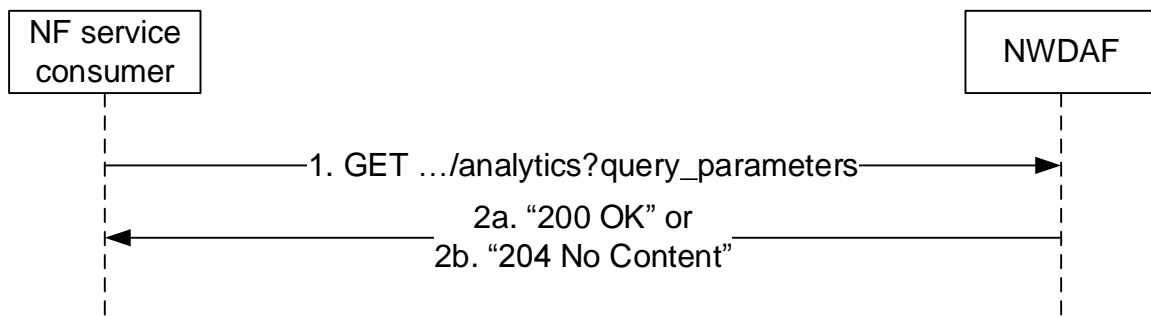 NF service
consumer
NWDAF
1. GET …/analytics?query_parameters
2a. “200 OK” or
2b. “204 No Content”